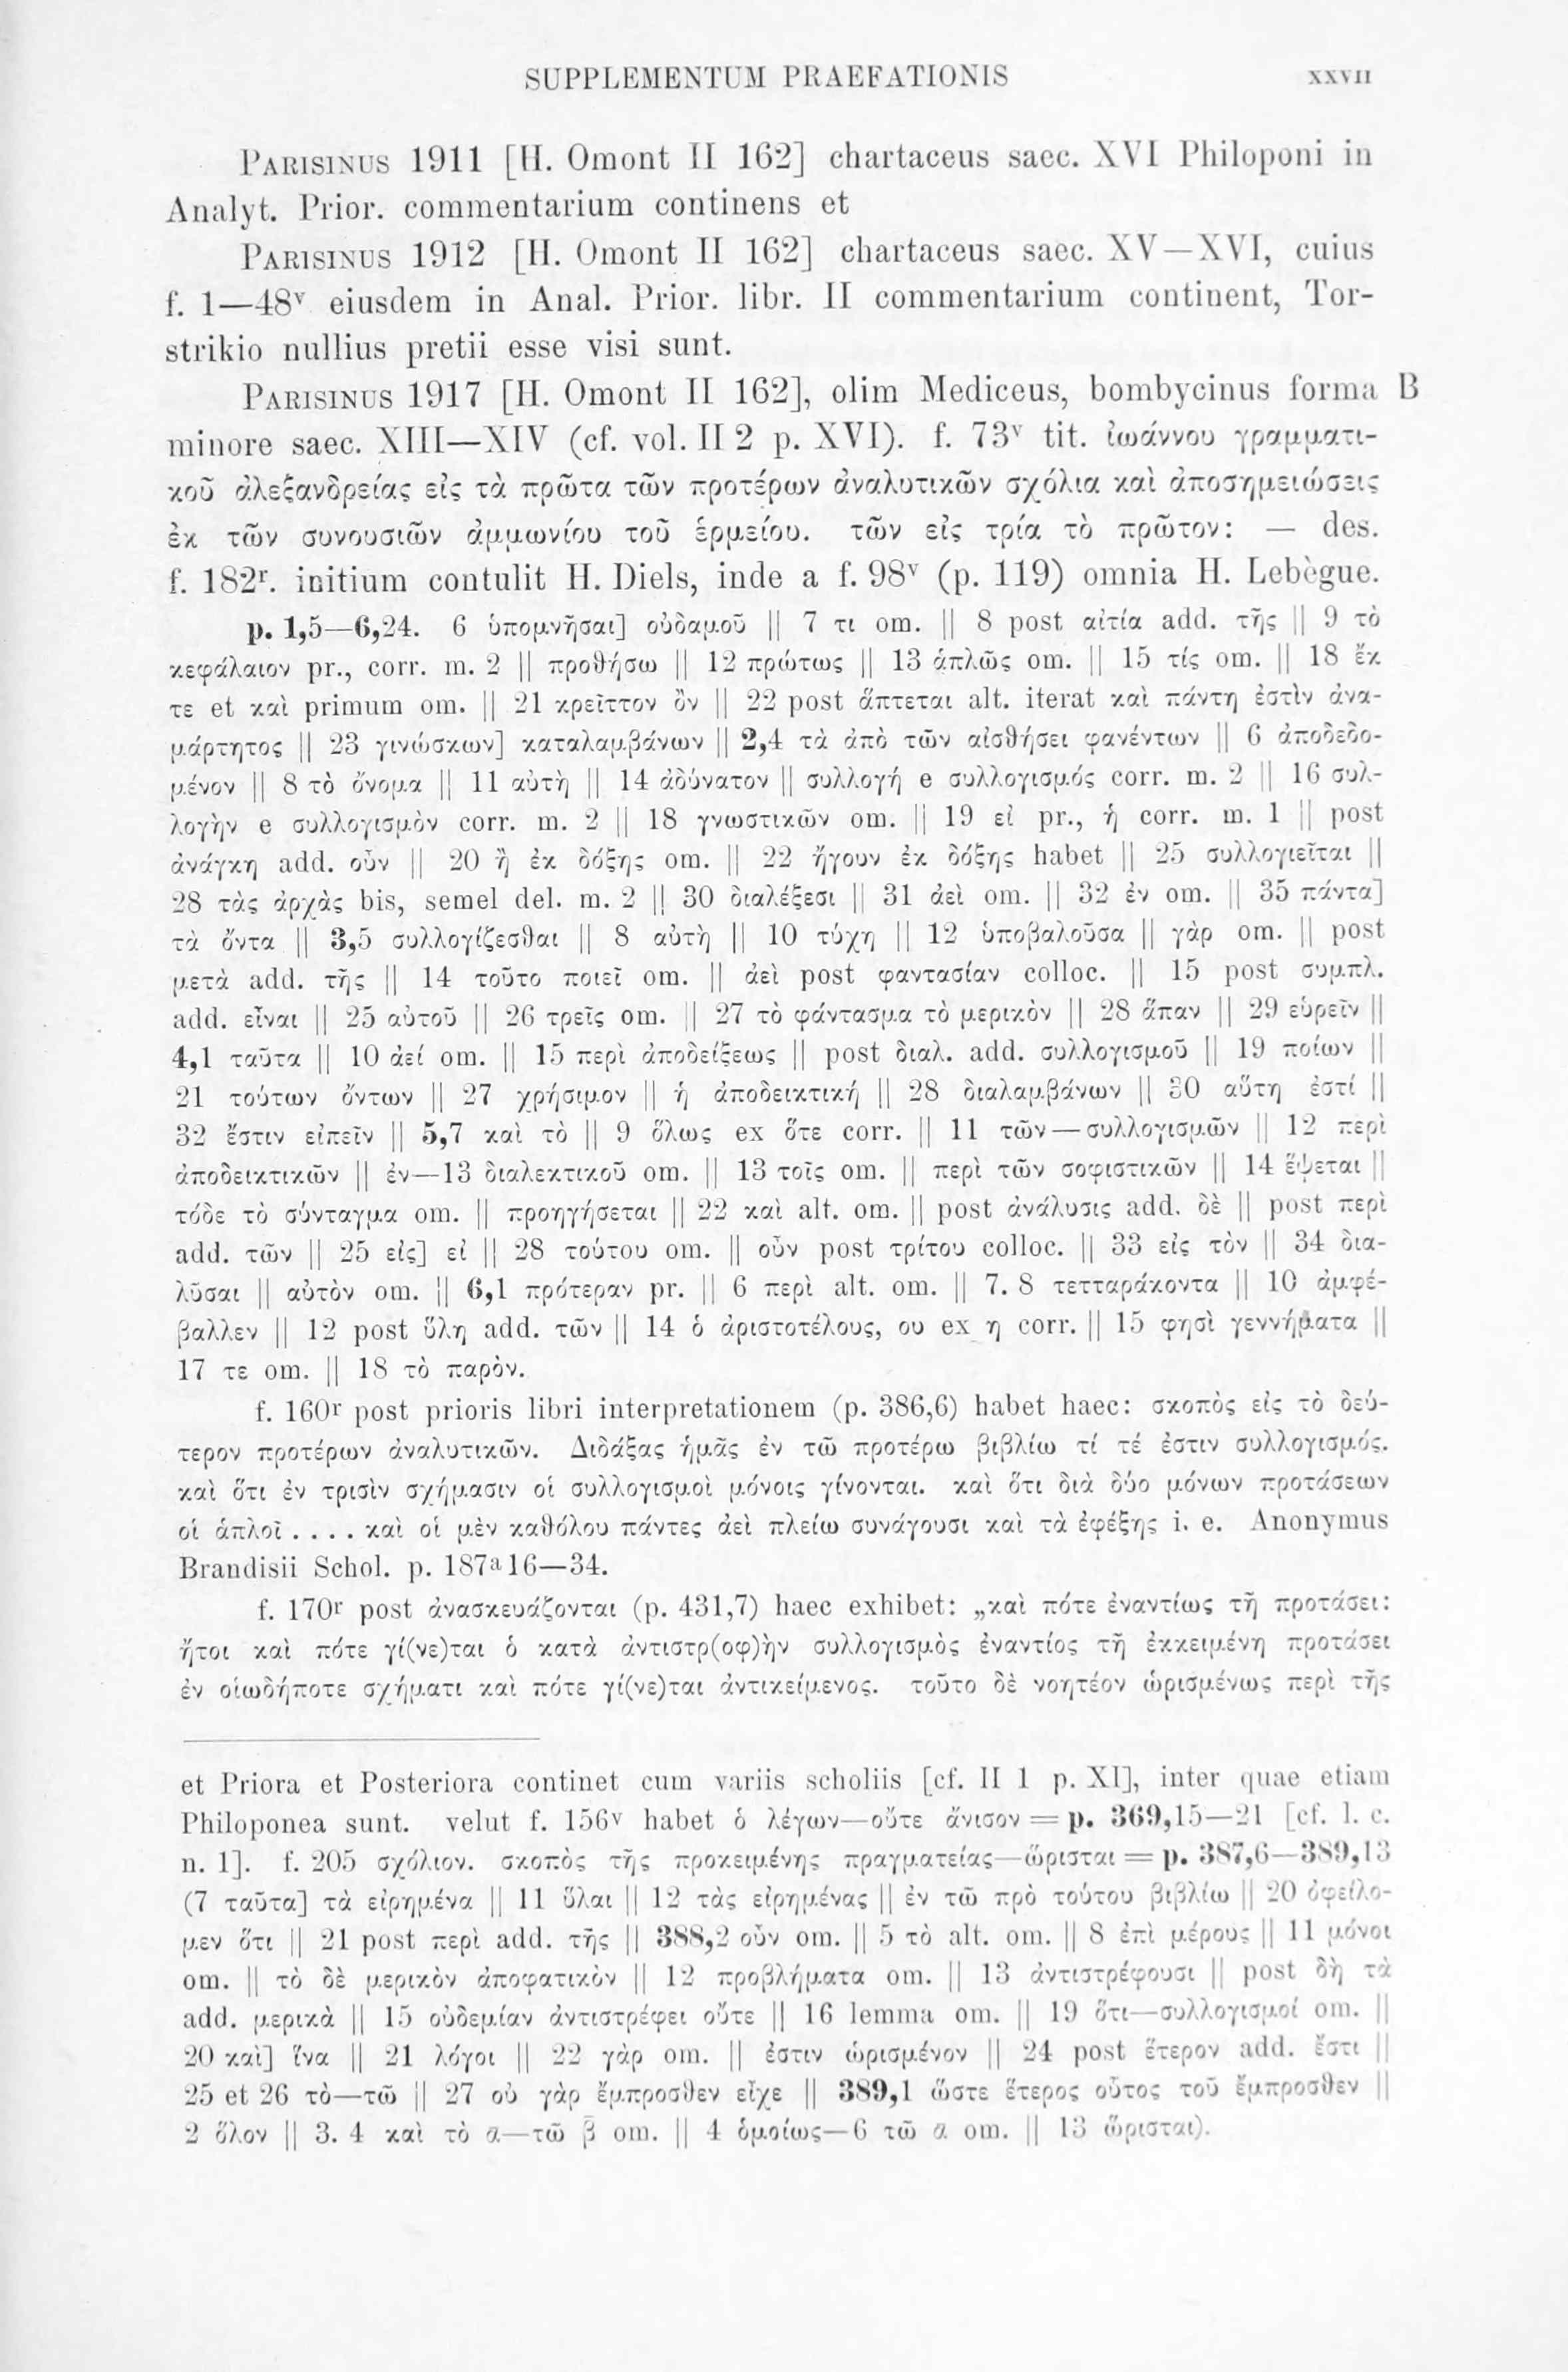 SUPPLEMENTUM PRAEFATIONIS XXVII
PARISINUS 1911 [H. Omont II 162] chartaceus saec. XVI Philoponi in
Analyt. Prior. commentarium continens et
PARISINUS 1912 [H. Omont II 162] chartaceus saec. XV—XVI, cuius
f. 1—48ᵛ eiusdem in Anal. Prior. libr. II commentarium continent, Tor-
strikio nullius pretii esse visi sunt.
PARISINUS 1917 [H. Omont II 162], olim Mediceus, bombycinus forma B
minore saec. XIII—XIV (cf. vol. II 2 p. XVI). f. 73ᵛ tit. ἰωάννου γραμματι-
κοῦ ἀλεξανδρείας εἰς τὰ πρῶτα τῶν προτέρων ἀναλυτικῶν σχόλια καὶ ἀποσημειώσεις
ἐκ τῶν συνουσιῶν ἀμμωνίου τοῦ ἑρμείου. τῶν εἰς τρία τὸ πρῶτον: — des.
f. 182ʳ. initium contulit H. Diels, inde a f. 98ᵛ (p. 119) omnia H. Lebègue.
p. 1,5—6,24. 6 ὑπομνῆσαι] οὐδαμοῦ || 7 τι om. || 8 post αἰτία add. τῆς || 9 τὸ
κεφάλαιον pr., corr. m. 2 || προθήσω || 12 πρώτως || 13 ἁπλῶς om. || 15 τίς om. || 18 ἔκ
τε et καὶ primum om. || 21 κρεῖττον ὂν || 22 post ἅπτεται alt. iterat καὶ πάντη ἐστὶν ἀνα-
μάρτητος || 23 γινώσκων] καταλαμβάνων || 2,4 τὰ ἀπὸ τῶν αἰσθήσει φανέντων || 6 ἀποδεδο-
μένον || 8 τὸ ὄνομα || 11 αὐτὴ || 14 ἀδύνατον || συλλογή e συλλογισμός corr. m. 2 || 16 συλ-
λογὴν e συλλογισμὸν corr. m. 2 || 18 γνωστικῶν om. || 19 εἰ pr., ἡ corr. m. 1 || post
ἀνάγκη add. οὖν || 20 ἢ ἐκ δόξης om. || 22 ἤγουν ἐκ δόξης habet || 25 συλλογιεῖται ||
28 τὰς ἀρχὰς bis, semel del. m. 2 || 30 διαλέξεσι || 31 ἀεὶ om. || 32 ἐν om. || 35 πάντα]
τὰ ὄντα || 3,5 συλλογίζεσθαι || 8 αὐτὴ || 10 τύχη || 12 ὑποβαλοῦσα || γὰρ om. || post
μετὰ add. τῆς || 14 τοῦτο ποιεῖ om. || ἀεὶ post φαντασίαν colloc. || 15 post συμπλ.
add. εἶναι || 25 αὑτοῦ || 26 τρεῖς om. || 27 τὸ φάντασμα τὸ μερικὸν || 28 ἅπαν || 29 εὑρεῖν ||
4,1 ταῦτα || 10 ἀεί om. || 15 περὶ ἀποδείξεως || post διαλ. add. συλλογισμοῦ || 19 ποίων ||
21 τούτων ὄντων || 27 χρήσιμον || ἡ ἀποδεικτική || 28 διαλαμβάνων || 30 αὕτη ἐστί ||
32 ἔστιν εἰπεῖν || 5,7 καὶ τὸ || 9 ὅλως ex ὅτε corr. || 11 τῶν — συλλογισμῶν || 12 περὶ
ἀποδεικτικῶν || ἐν—13 διαλεκτικοῦ om. || 13 τοῖς om. || περὶ τῶν σοφιστικῶν || 14 ἕψεται ||
τόδε τὸ σύνταγμα om. || προηγήσεται || 22 καὶ alt. om. || post ἀνάλυσις add. δὲ || post περὶ
add. τῶν || 25 εἰς] εἰ || 28 τούτου om. || οὖν post τρίτου colloc. || 33 εἰς τὸν || 34 δια-
λῦσαι || αὐτὸν om. || 6,1 πρότεραν pr. || 6 περὶ alt. om. || 7. 8 τετταράκοντα || 10 ἀμφέ-
βαλλεν || 12 post ὕλη add. τῶν || 14 ὁ ἀριστοτέλους, ου ex η corr. || 15 φησὶ γεννήματα ||
17 τε om. || 18 τὸ παρὸν.
f. 160ʳ post prioris libri interpretationem (p. 386,6) habet haec: σκοπὸς εἰς τὸ δεύ-
τερον προτέρων ἀναλυτικῶν. Διδάξας ἡμᾶς ἐν τῶ προτέρω βιβλίω τί τέ ἐστιν συλλογισμός.
καὶ ὅτι ἐν τρισὶν σχήμασιν οἱ συλλογισμοὶ μόνοις γίνονται. καὶ ὅτι διὰ δύο μόνων προτάσεων
οἱ ἁπλοῖ . . . . καὶ οἱ μὲν καθόλου πάντες ἀεὶ πλείω συνάγουσι καὶ τὰ ἐφέξης i. e. Anonymus
Brandisii Schol. p. 187ᵃ16—34.
f. 170ʳ post ἀνασκευάζονται (p. 431,7) haec exhibet: „καὶ πότε ἐναντίως τῆ προτάσει:
ἤτοι καὶ πότε γί(νε)ται ὁ κατὰ ἀντιστρ(οφ)ὴν συλλογισμὸς ἐναντίος τῆ ἐκκειμένη προτάσει
ἐν οἱωδήποτε σχήματι καὶ πότε γί(νε)ται ἀντικείμενος. τοῦτο δὲ νοητέον ὡρισμένως περὶ τῆς
et Priora et Posteriora continet cum variis scholiis [cf. II 1 p. XI], inter quae etiam
Philoponea sunt. velut f. 156ᵛ habet ὁ λέγων—οὔτε ἄνισον = p. 369,15—21 [cf. l. c.
n. 1]. f. 205 σχόλιον. σκοπὸς τῆς προκειμένης πραγματείας—ὥρισται = p. 387,6—389,13
(7 ταῦτα] τὰ εἰρημένα || 11 ὕλαι || 12 τὰς εἰρημένας || ἐν τῶ πρὸ τούτου βιβλίω || 20 ὀφείλο-
μεν ὅτι || 21 post περὶ add. τῆς || 388,2 οὖν om. || 5 τὸ alt. om. || 8 ἐπὶ μέρους || 11 μόνοι
om. || τὸ δὲ μερικὸν ἀποφατικὸν || 12 προβλήματα om. || 13 ἀντιστρέφουσι || post δὴ τὰ
add. μερικὰ || 15 οὐδεμίαν ἀντιστρέφει οὔτε || 16 lemma om. || 19 ὅτι—συλλογισμοί om. ||
20 καὶ] ἵνα || 21 λόγοι || 22 γὰρ om. || ἐστιν ὡρισμένον || 24 post ἕτερον add. ἔστι ||
25 et 26 τὸ—τῶ || 27 οὐ γὰρ ἔμπροσθεν εἶχε || 389,1 ὥστε ἕτερος οὗτος τοῦ ἔμπροσθεν ||
2 ὅλον || 3. 4 καὶ τὸ α—τῶ β̄ om. || 4 ὁμοίως—6 τῶ α om. || 13 ὥρισται).